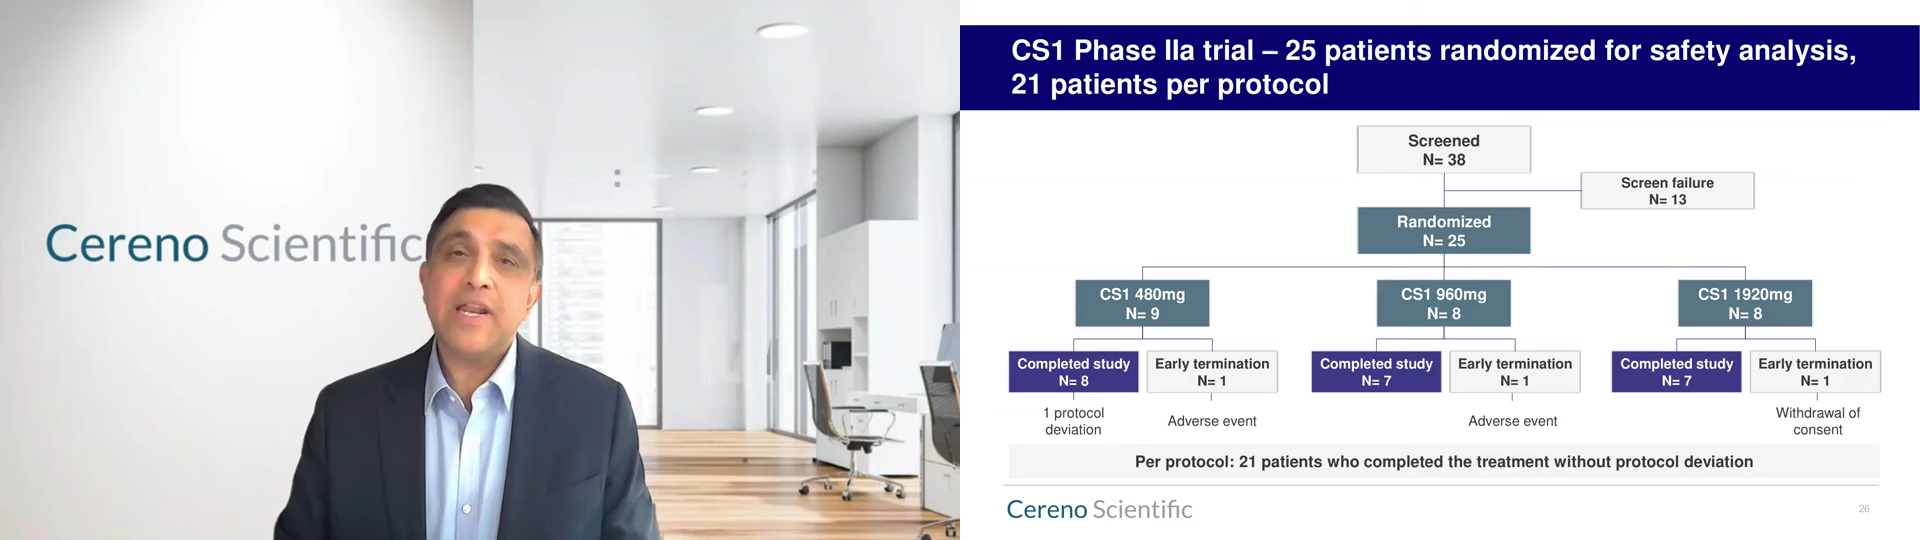 Cereno Scientific
CS1 Phase IIa trial – 25 patients randomized for safety analysis,
21 patients per protocol
Screened
N= 38
Screen failure
N= 13
Randomized
N= 25
CS1 480mg
N= 9
CS1 960mg
N= 8
CS1 1920mg
N= 8
Completed study
N= 8
Early termination
N= 1
Completed study
N= 7
Early termination
N= 1
Completed study
N= 7
Early termination
N= 1
1 protocol
deviation
Adverse event
Adverse event
Withdrawal of
consent
Per protocol: 21 patients who completed the treatment without protocol deviation
Cereno Scientific
26